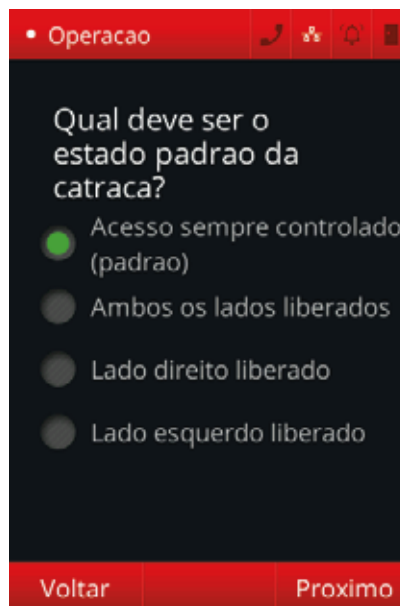 Operacao
Qual deve ser o
estado padrao da
catraca?
Acesso sempre controlado
(padrao)
Ambos os lados liberados
Lado direito liberado
Lado esquerdo liberado
Voltar Proximo